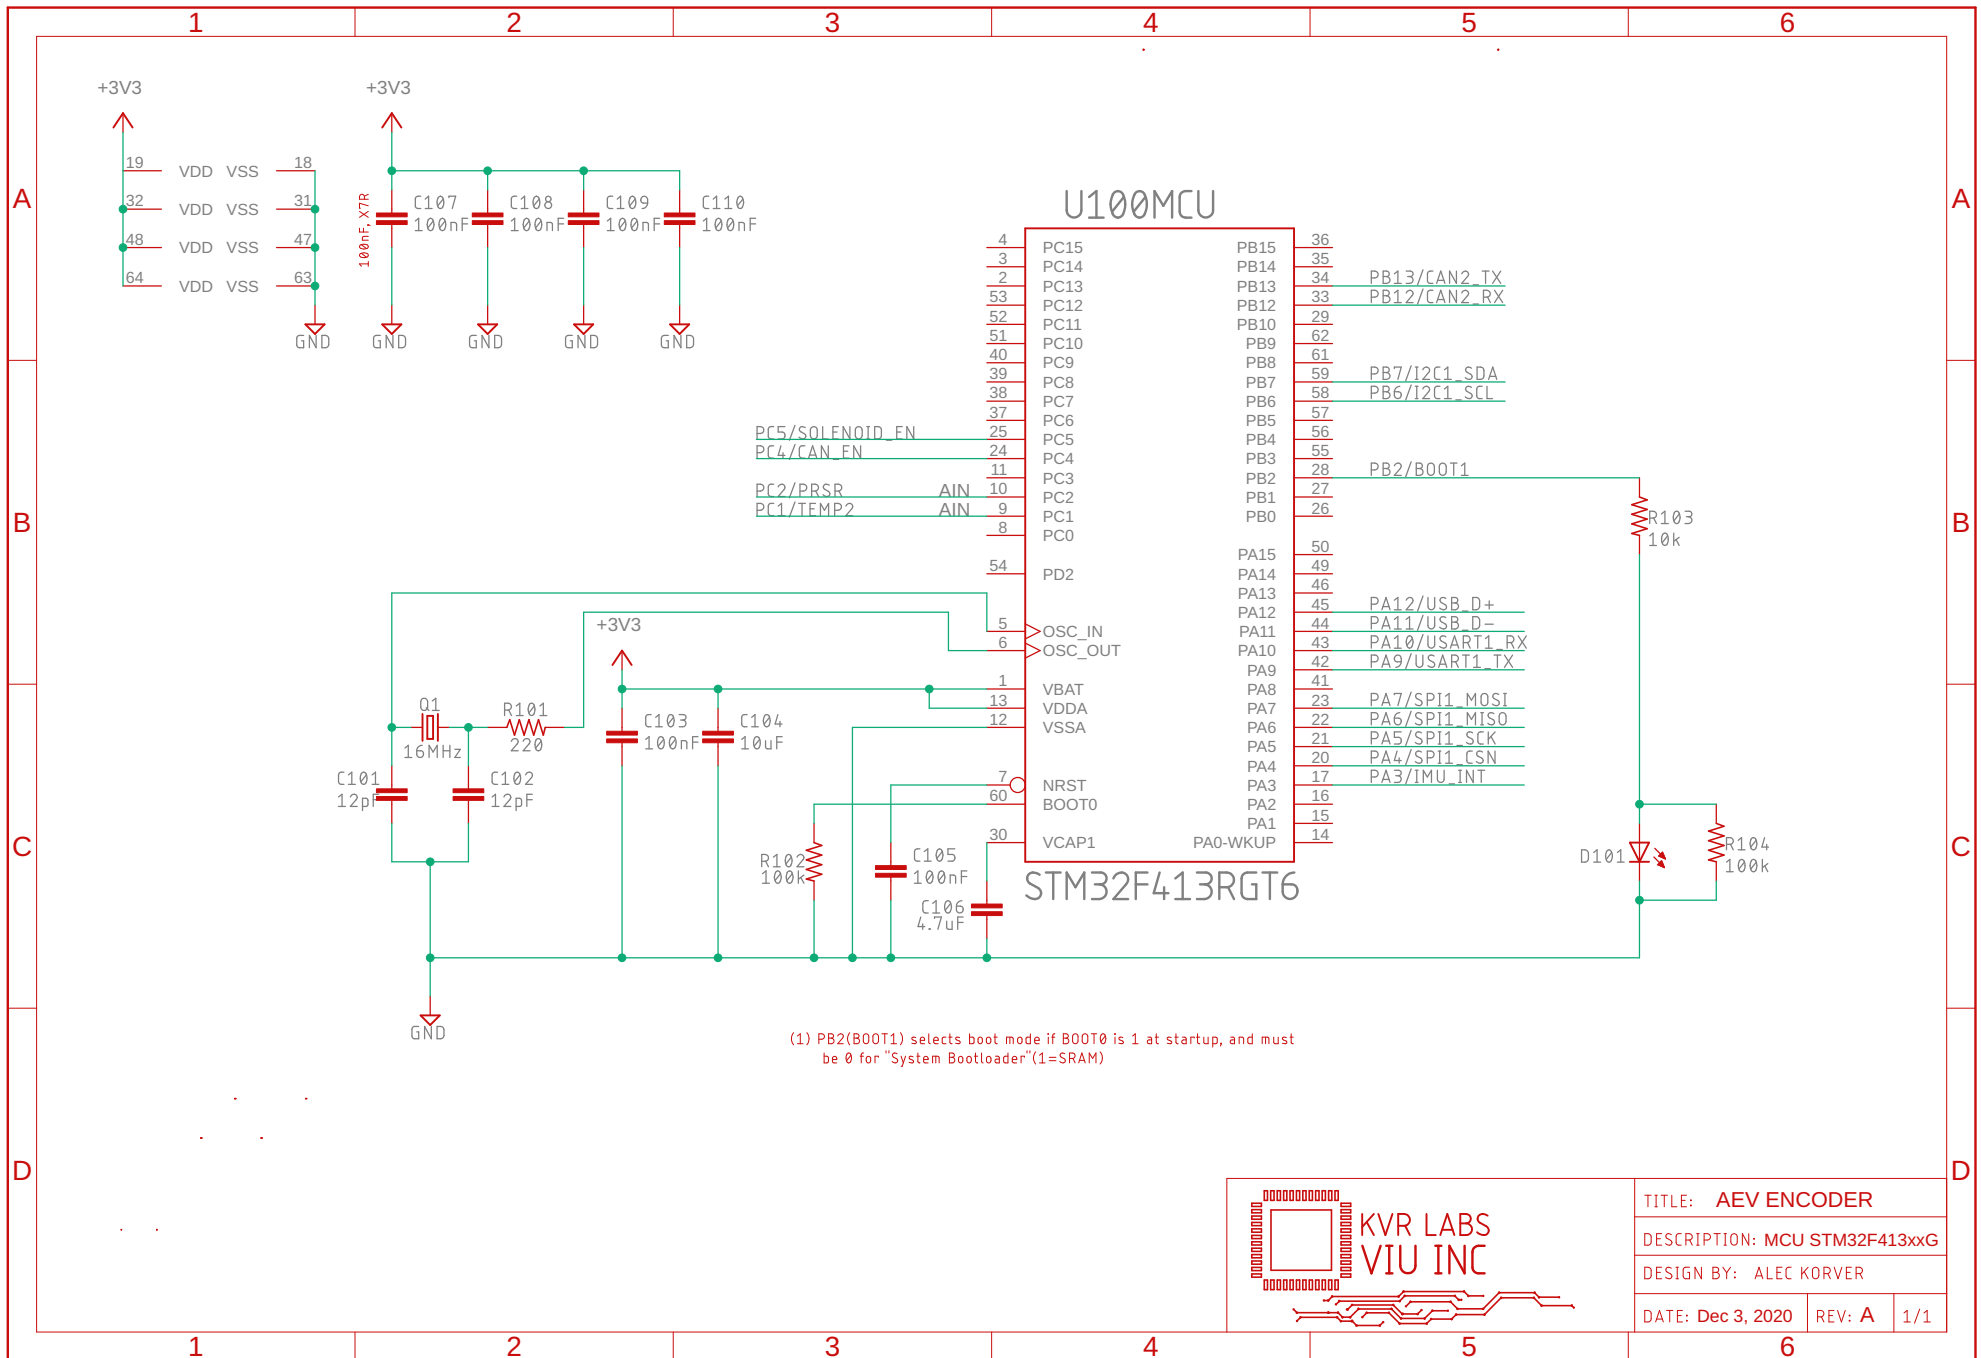 1 2 3 4 5 6
A A
B B
C C
D D
+3V3
19 VDD VSS 18
32 VDD VSS 31
48 VDD VSS 47
64 VDD VSS 63
GND
+3V3
100nF, X7R
C107
100nF
C108
100nF
C109
100nF
C110
100nF
GND GND GND GND
U100MCU
4 PC15
3 PC14
2 PC13
53 PC12
52 PC11
51 PC10
40 PC9
39 PC8
38 PC7
37 PC6
PC5/SOLENOID_EN 25 PC5
PC4/CAN_EN 24 PC4
11 PC3
PC2/PRSR AIN 10 PC2
PC1/TEMP2 AIN 9 PC1
8 PC0
54 PD2
5 OSC_IN
6 OSC_OUT
1 VBAT
13 VDDA
12 VSSA
7 NRST
60 BOOT0
30 VCAP1
PB15 36
PB14 35
PB13 34 PB13/CAN2_TX
PB12 33 PB12/CAN2_RX
PB10 29
PB9 62
PB8 61
PB7 59 PB7/I2C1_SDA
PB6 58 PB6/I2C1_SCL
PB5 57
PB4 56
PB3 55
PB2 28 PB2/BOOT1
PB1 27
PB0 26
PA15 50
PA14 49
PA13 46
PA12 45 PA12/USB_D+
PA11 44 PA11/USB_D-
PA10 43 PA10/USART1_RX
PA9 42 PA9/USART1_TX
PA8 41
PA7 23 PA7/SPI1_MOSI
PA6 22 PA6/SPI1_MISO
PA5 21 PA5/SPI1_SCK
PA4 20 PA4/SPI1_CSN
PA3 17 PA3/IMU_INT
PA2 16
PA1 15
PA0-WKUP 14
STM32F413RGT6
+3V3
Q1
16MHz
R101
220
C101
12pF
C102
12pF
C103
100nF
C104
10uF
R102
100k
C105
100nF
C106
4.7uF
GND
R103
10k
D101
R104
100k
(1) PB2(BOOT1) selects boot mode if BOOT0 is 1 at startup, and must
be 0 for "System Bootloader"(1=SRAM)
KVR LABS
VIU INC
TITLE: AEV ENCODER
DESCRIPTION: MCU STM32F413xxG
DESIGN BY: ALEC KORVER
DATE: Dec 3, 2020 REV: A 1/1
1 2 3 4 5 6